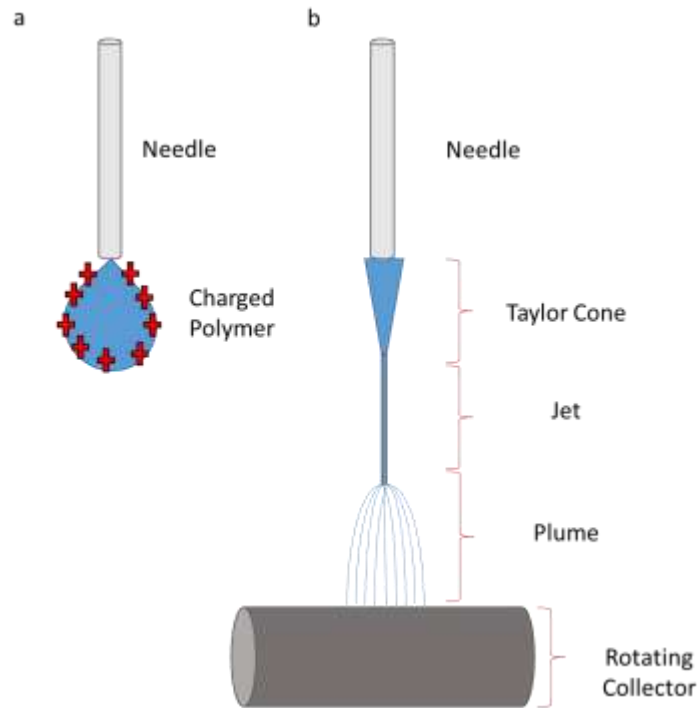 a
b
Needle
Needle
Charged
Polymer
Taylor Cone
Jet
Plume
Rotating
Collector